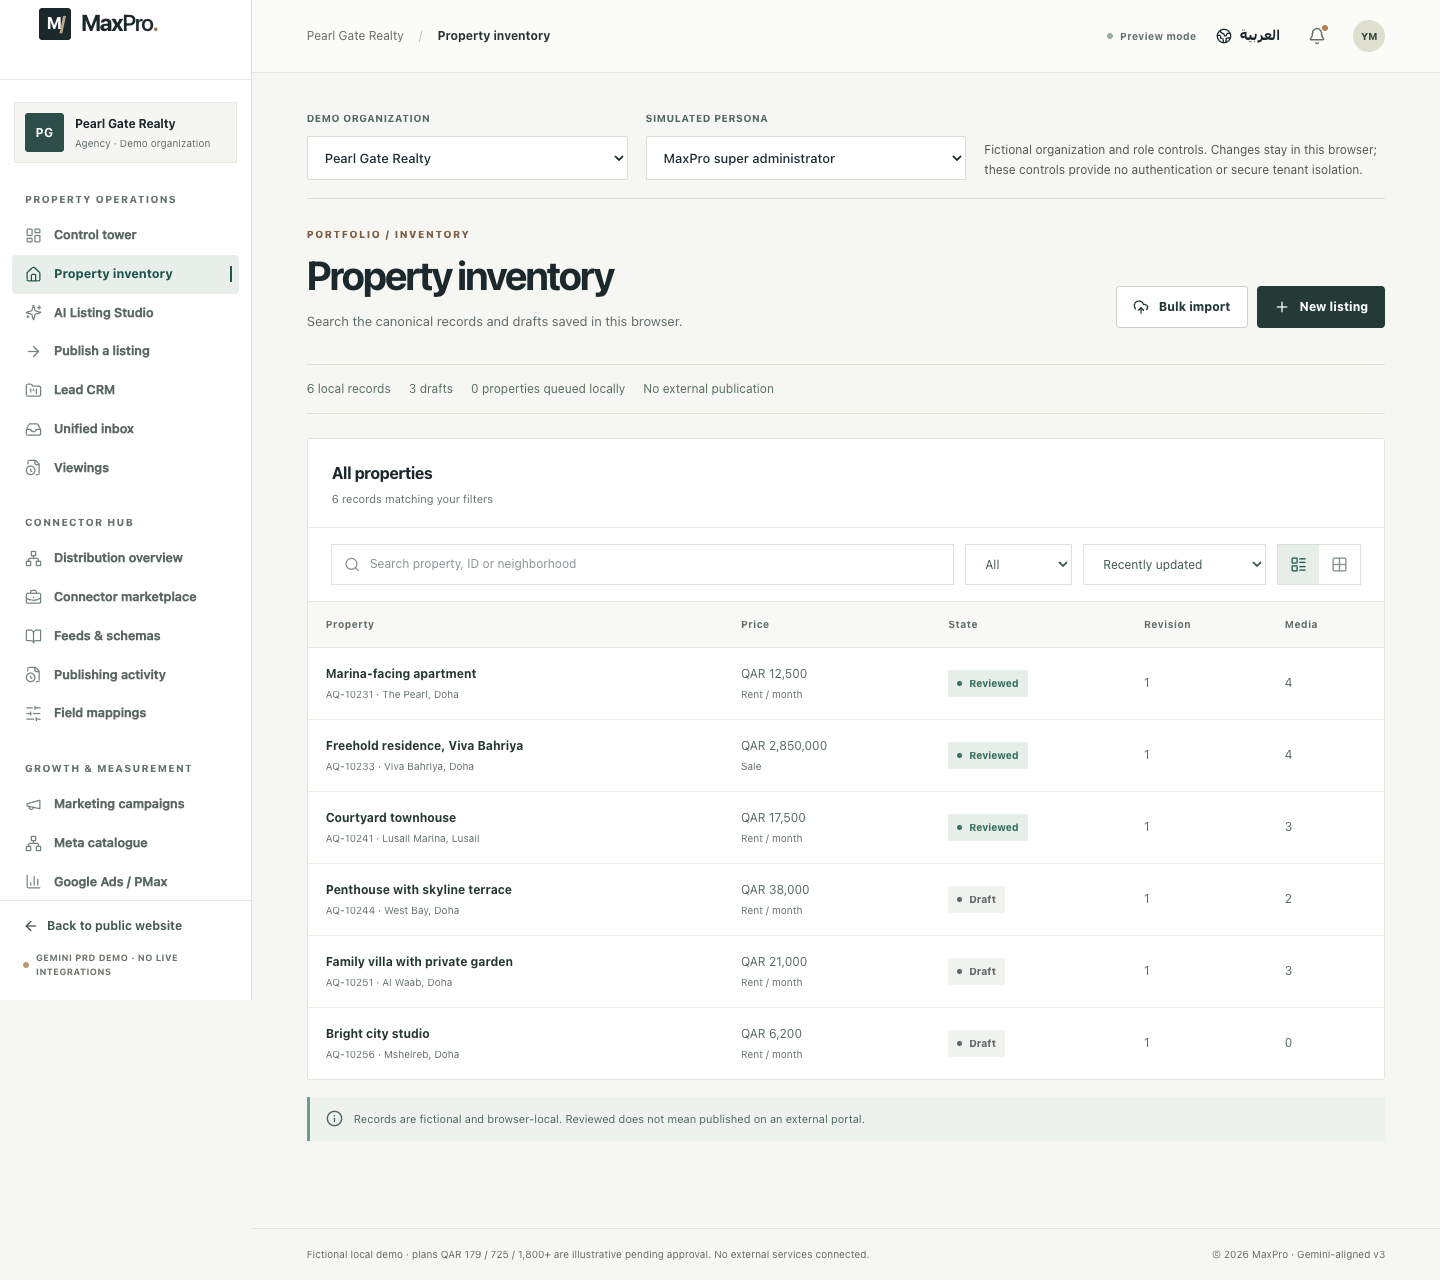 M/ MaxPro.
PG
Pearl Gate Realty
Agency · Demo organization
PROPERTY OPERATIONS
Control tower
Property inventory
AI Listing Studio
Publish a listing
Lead CRM
Unified inbox
Viewings
CONNECTOR HUB
Distribution overview
Connector marketplace
Feeds & schemas
Publishing activity
Field mappings
GROWTH & MEASUREMENT
Marketing campaigns
Meta catalogue
Google Ads / PMax
Back to public website
GEMINI PRD DEMO · NO LIVE
INTEGRATIONS
Pearl Gate Realty / Property inventory
Preview mode
العربية
YM
DEMO ORGANIZATION
Pearl Gate Realty
SIMULATED PERSONA
MaxPro super administrator
Fictional organization and role controls. Changes stay in this browser;
these controls provide no authentication or secure tenant isolation.
PORTFOLIO / INVENTORY
Property inventory
Search the canonical records and drafts saved in this browser.
Bulk import
New listing
6 local records 3 drafts 0 properties queued locally No external publication
All properties
6 records matching your filters
Search property, ID or neighborhood
All
Recently updated
Property Price State Revision Media
Marina-facing apartment
AQ-10231 · The Pearl, Doha
QAR 12,500
Rent / month
Reviewed
1
4
Freehold residence, Viva Bahriya
AQ-10233 · Viva Bahriya, Doha
QAR 2,850,000
Sale
Reviewed
1
4
Courtyard townhouse
AQ-10241 · Lusail Marina, Lusail
QAR 17,500
Rent / month
Reviewed
1
3
Penthouse with skyline terrace
AQ-10244 · West Bay, Doha
QAR 38,000
Rent / month
Draft
1
2
Family villa with private garden
AQ-10251 · Al Waab, Doha
QAR 21,000
Rent / month
Draft
1
3
Bright city studio
AQ-10256 · Msheireb, Doha
QAR 6,200
Rent / month
Draft
1
0
Records are fictional and browser-local. Reviewed does not mean published on an external portal.
Fictional local demo · plans QAR 179 / 725 / 1,800+ are illustrative pending approval. No external services connected.
© 2026 MaxPro · Gemini-aligned v3